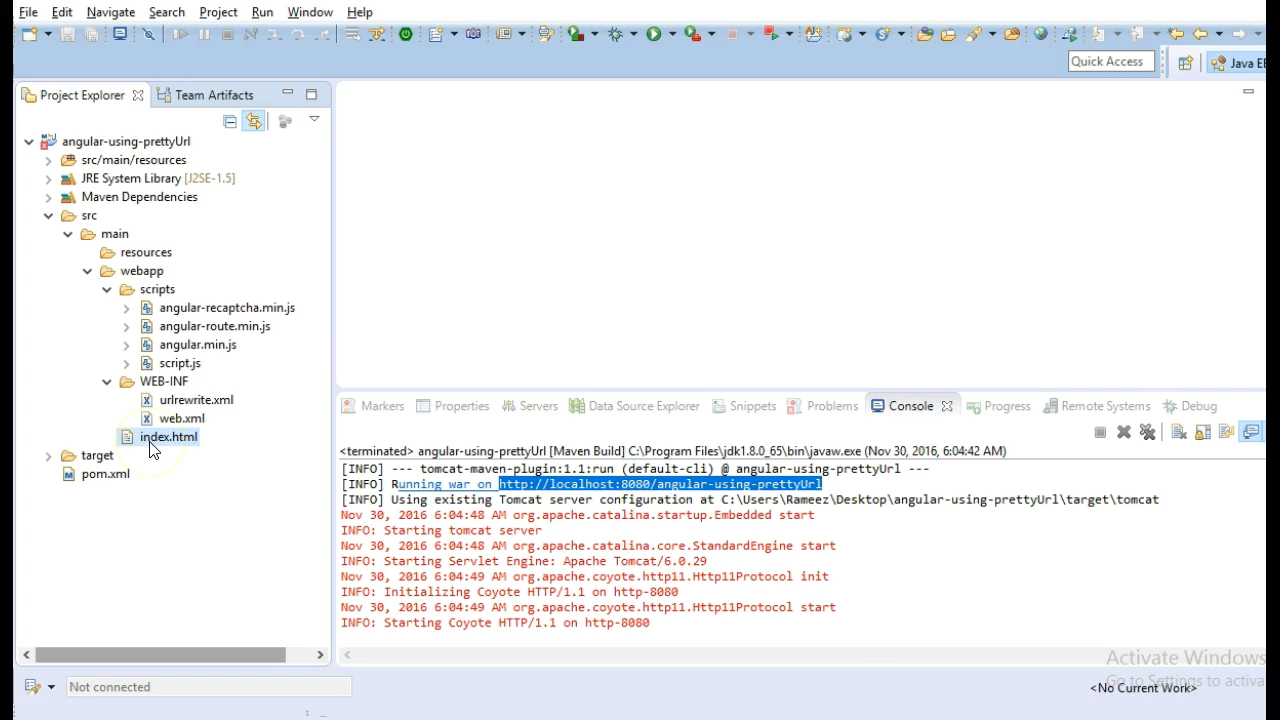 File Edit Navigate Search Project Run Window Help
Quick Access
Java EE
Project Explorer Team Artifacts
angular-using-prettyUrl
src/main/resources
JRE System Library [J2SE-1.5]
Maven Dependencies
src
main
resources
webapp
scripts
angular-recaptcha.min.js
angular-route.min.js
angular.min.js
script.js
WEB-INF
urlrewrite.xml
web.xml
index.html
target
pom.xml
Markers Properties Servers Data Source Explorer Snippets Problems Console Progress Remote Systems Debug
<terminated> angular-using-prettyUrl [Maven Build] C:\Program Files\jdk1.8.0_65\bin\javaw.exe (Nov 30, 2016, 6:04:42 AM)
[INFO] --- tomcat-maven-plugin:1.1:run (default-cli) @ angular-using-prettyUrl ---
[INFO] Running war on http://localhost:8080/angular-using-prettyUrl
[INFO] Using existing Tomcat server configuration at C:\Users\Rameez\Desktop\angular-using-prettyUrl\target\tomcat
Nov 30, 2016 6:04:48 AM org.apache.catalina.startup.Embedded start
INFO: Starting tomcat server
Nov 30, 2016 6:04:48 AM org.apache.catalina.core.StandardEngine start
INFO: Starting Servlet Engine: Apache Tomcat/6.0.29
Nov 30, 2016 6:04:49 AM org.apache.coyote.http11.Http11Protocol init
INFO: Initializing Coyote HTTP/1.1 on http-8080
Nov 30, 2016 6:04:49 AM org.apache.coyote.http11.Http11Protocol start
INFO: Starting Coyote HTTP/1.1 on http-8080
Activate Windows
Go to Settings to activa
Not connected
<No Current Work>